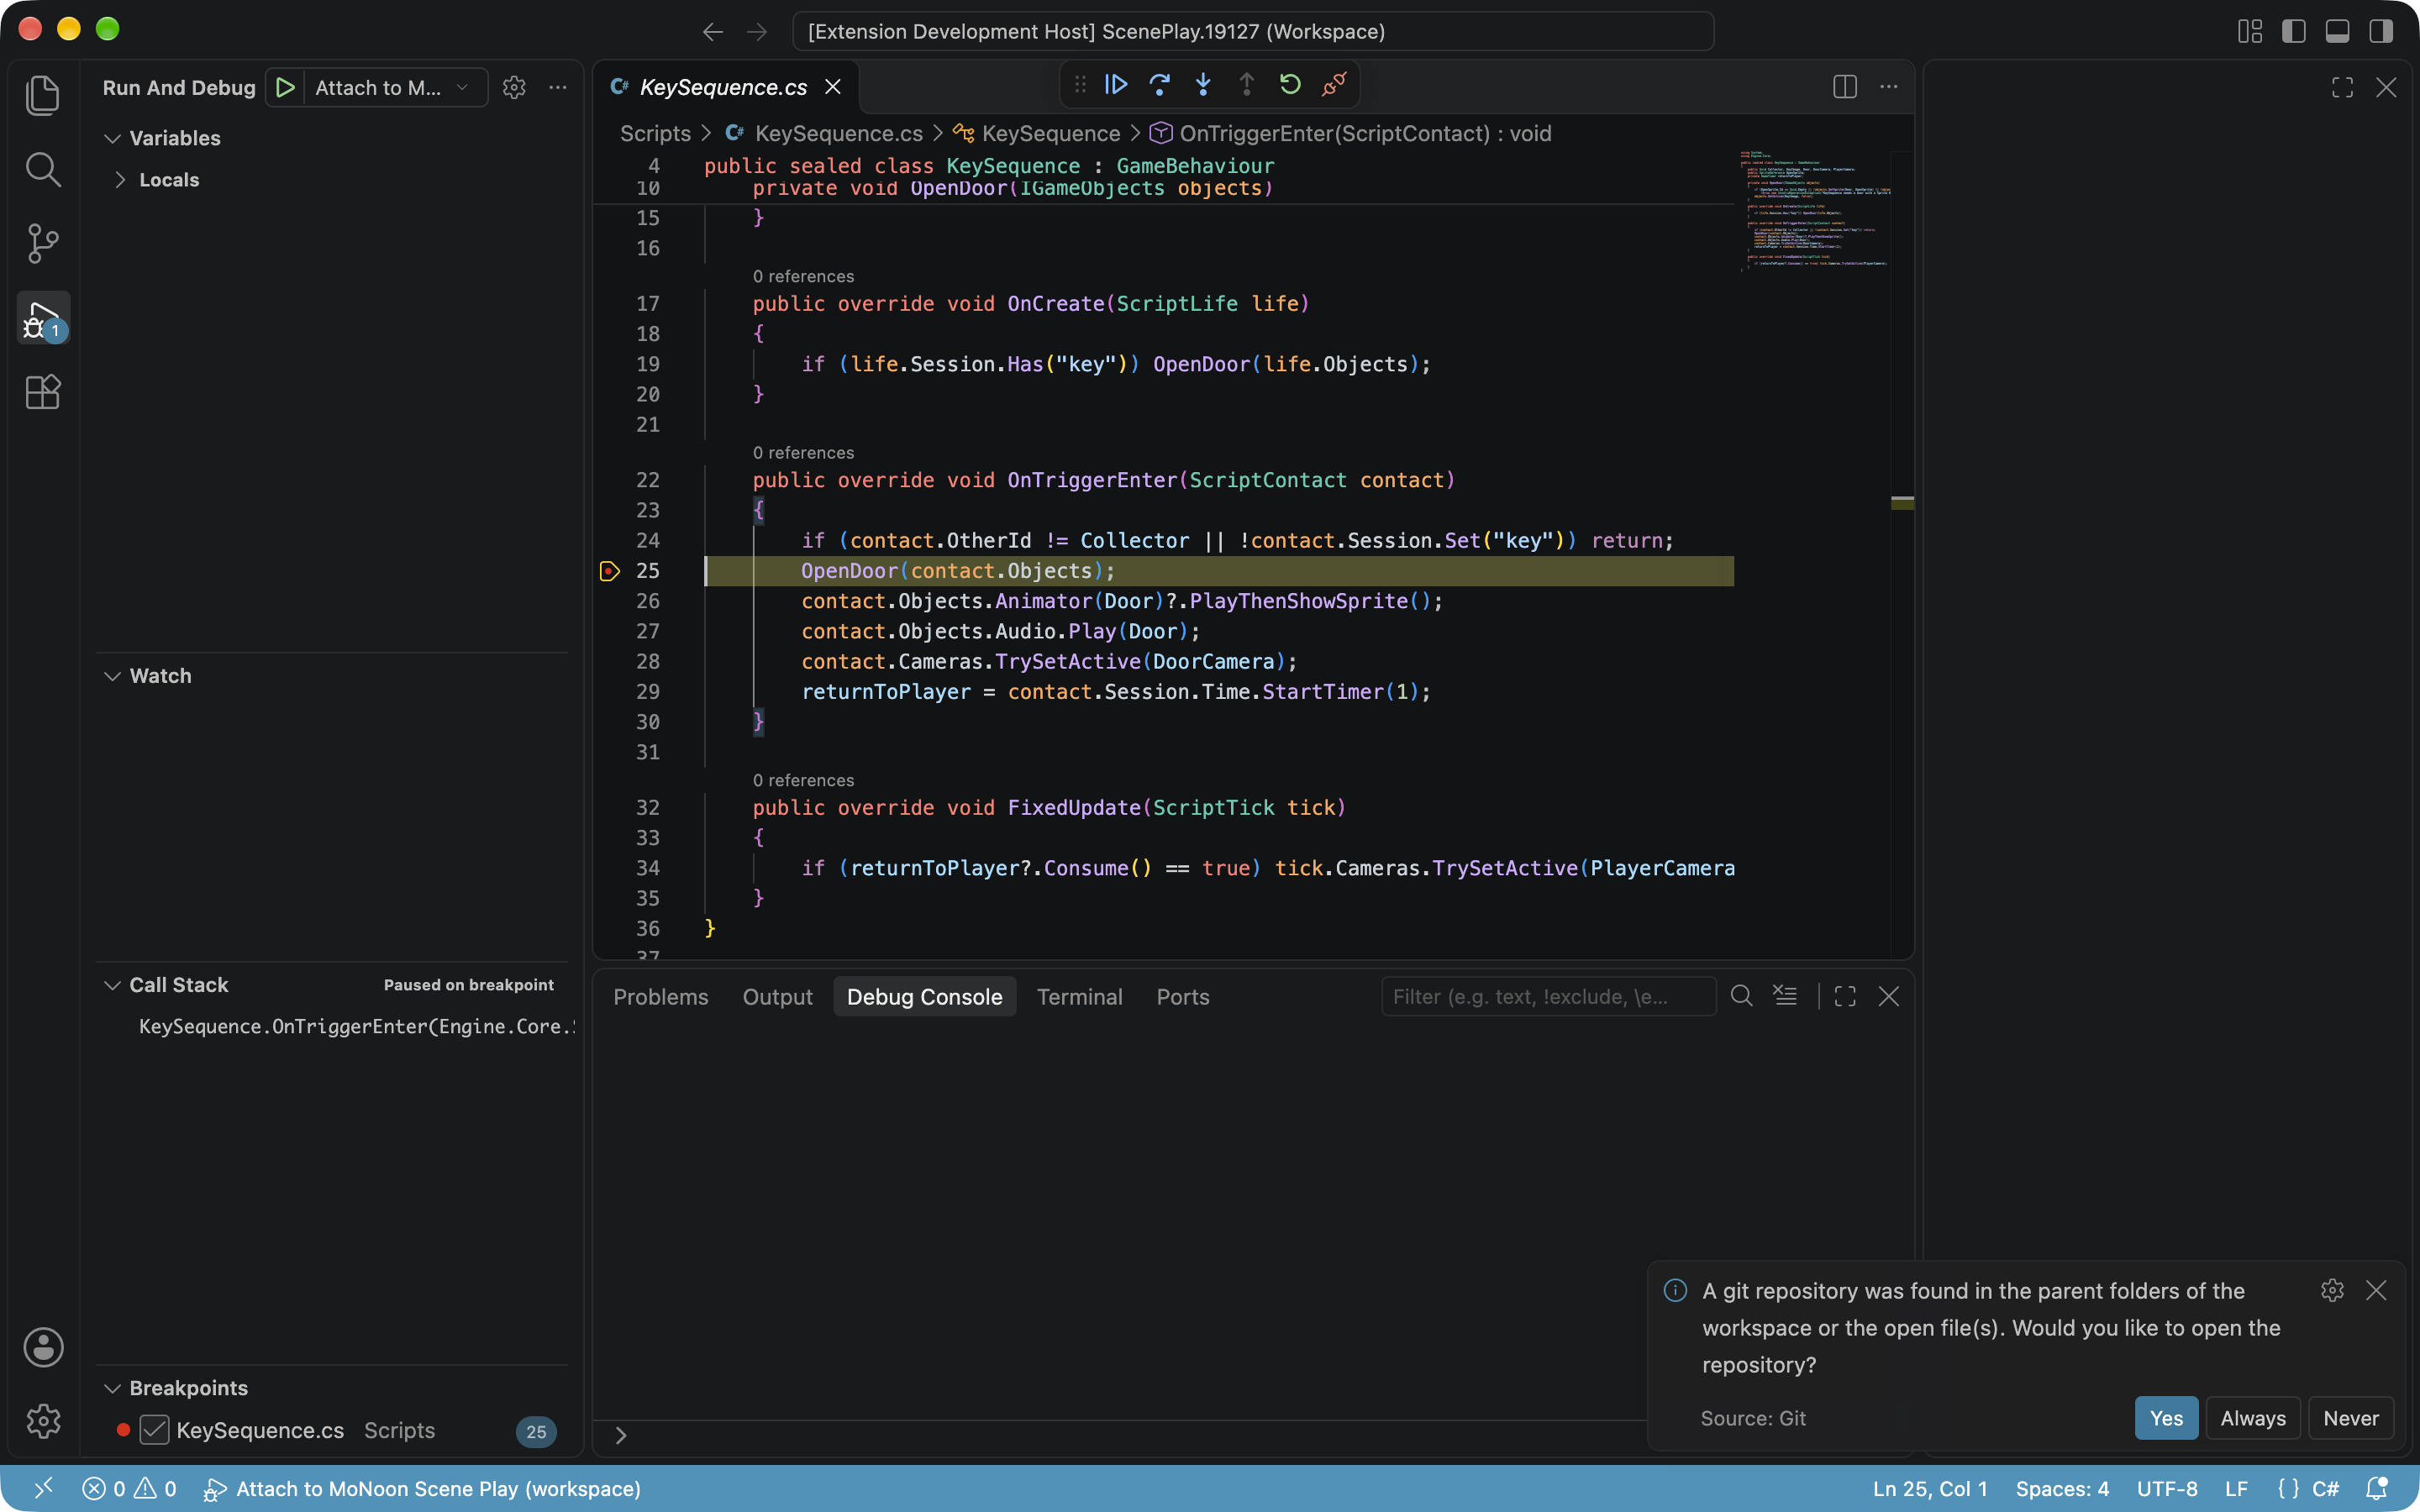 [Extension Development Host] ScenePlay.19127 (Workspace)
Run And Debug
Attach to M...
Variables
Locals
Watch
Call Stack
Paused on breakpoint
KeySequence.OnTriggerEnter(Engine.Core.
Breakpoints
KeySequence.cs Scripts 25
1
C# KeySequence.cs
Scripts > C# KeySequence.cs > KeySequence > OnTriggerEnter(ScriptContact) : void
4 public sealed class KeySequence : GameBehaviour
10 private void OpenDoor(IGameObjects objects)
15 }
16
0 references
17 public override void OnCreate(ScriptLife life)
18 {
19 if (life.Session.Has("key")) OpenDoor(life.Objects);
20 }
21
0 references
22 public override void OnTriggerEnter(ScriptContact contact)
23 {
24 if (contact.OtherId != Collector || !contact.Session.Set("key")) return;
25 OpenDoor(contact.Objects);
26 contact.Objects.Animator(Door)?.PlayThenShowSprite();
27 contact.Objects.Audio.Play(Door);
28 contact.Cameras.TrySetActive(DoorCamera);
29 returnToPlayer = contact.Session.Time.StartTimer(1);
30 }
31
0 references
32 public override void FixedUpdate(ScriptTick tick)
33 {
34 if (returnToPlayer?.Consume() == true) tick.Cameras.TrySetActive(PlayerCamera
35 }
36 }
37
Problems Output Debug Console Terminal Ports
Filter (e.g. text, !exclude, \e...
A git repository was found in the parent folders of the
workspace or the open file(s). Would you like to open the
repository?
Source: Git
Yes Always Never
0 0 Attach to MoNoon Scene Play (workspace)
Ln 25, Col 1 Spaces: 4 UTF-8 LF { } C#